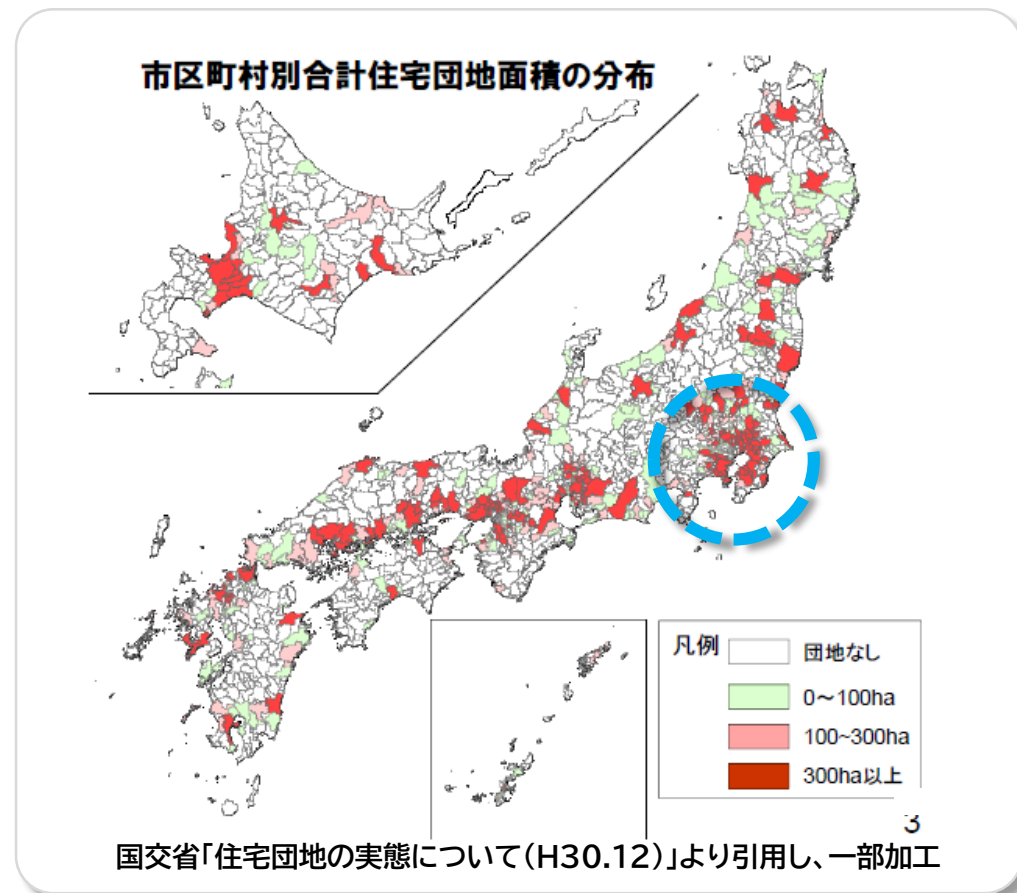 市区町村別合計住宅団地面積の分布
凡例
団地なし
0～100ha
100~300ha
300ha以上
3
国交省「住宅団地の実態について(H30.12)」より引用し、一部加工